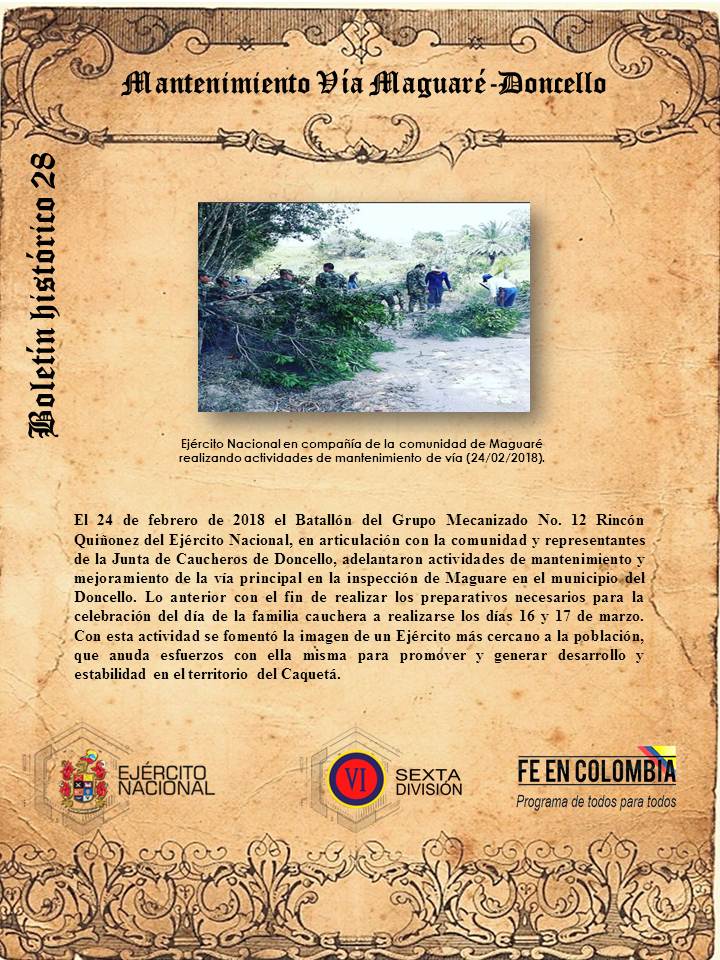 Mantenimiento Vía Maguaré-Doncello
Boletín histórico 28
Ejército Nacional en compañía de la comunidad de Maguaré
realizando actividades de mantenimiento de vía (24/02/2018).
El 24 de febrero de 2018 el Batallón del Grupo Mecanizado No. 12 Rincón
Quiñonez del Ejército Nacional, en articulación con la comunidad y representantes
de la Junta de Caucheros de Doncello, adelantaron actividades de mantenimiento y
mejoramiento de la vía principal en la inspección de Maguare en el municipio del
Doncello. Lo anterior con el fin de realizar los preparativos necesarios para la
celebración del día de la familia cauchera a realizarse los días 16 y 17 de marzo.
Con esta actividad se fomentó la imagen de un Ejército más cercano a la población,
que anuda esfuerzos con ella misma para promover y generar desarrollo y
estabilidad en el territorio del Caquetá.
EJÉRCITO
NACIONAL
VI
SEXTA
DIVISIÓN
FE EN COLOMBIA
Programa de todos para todos